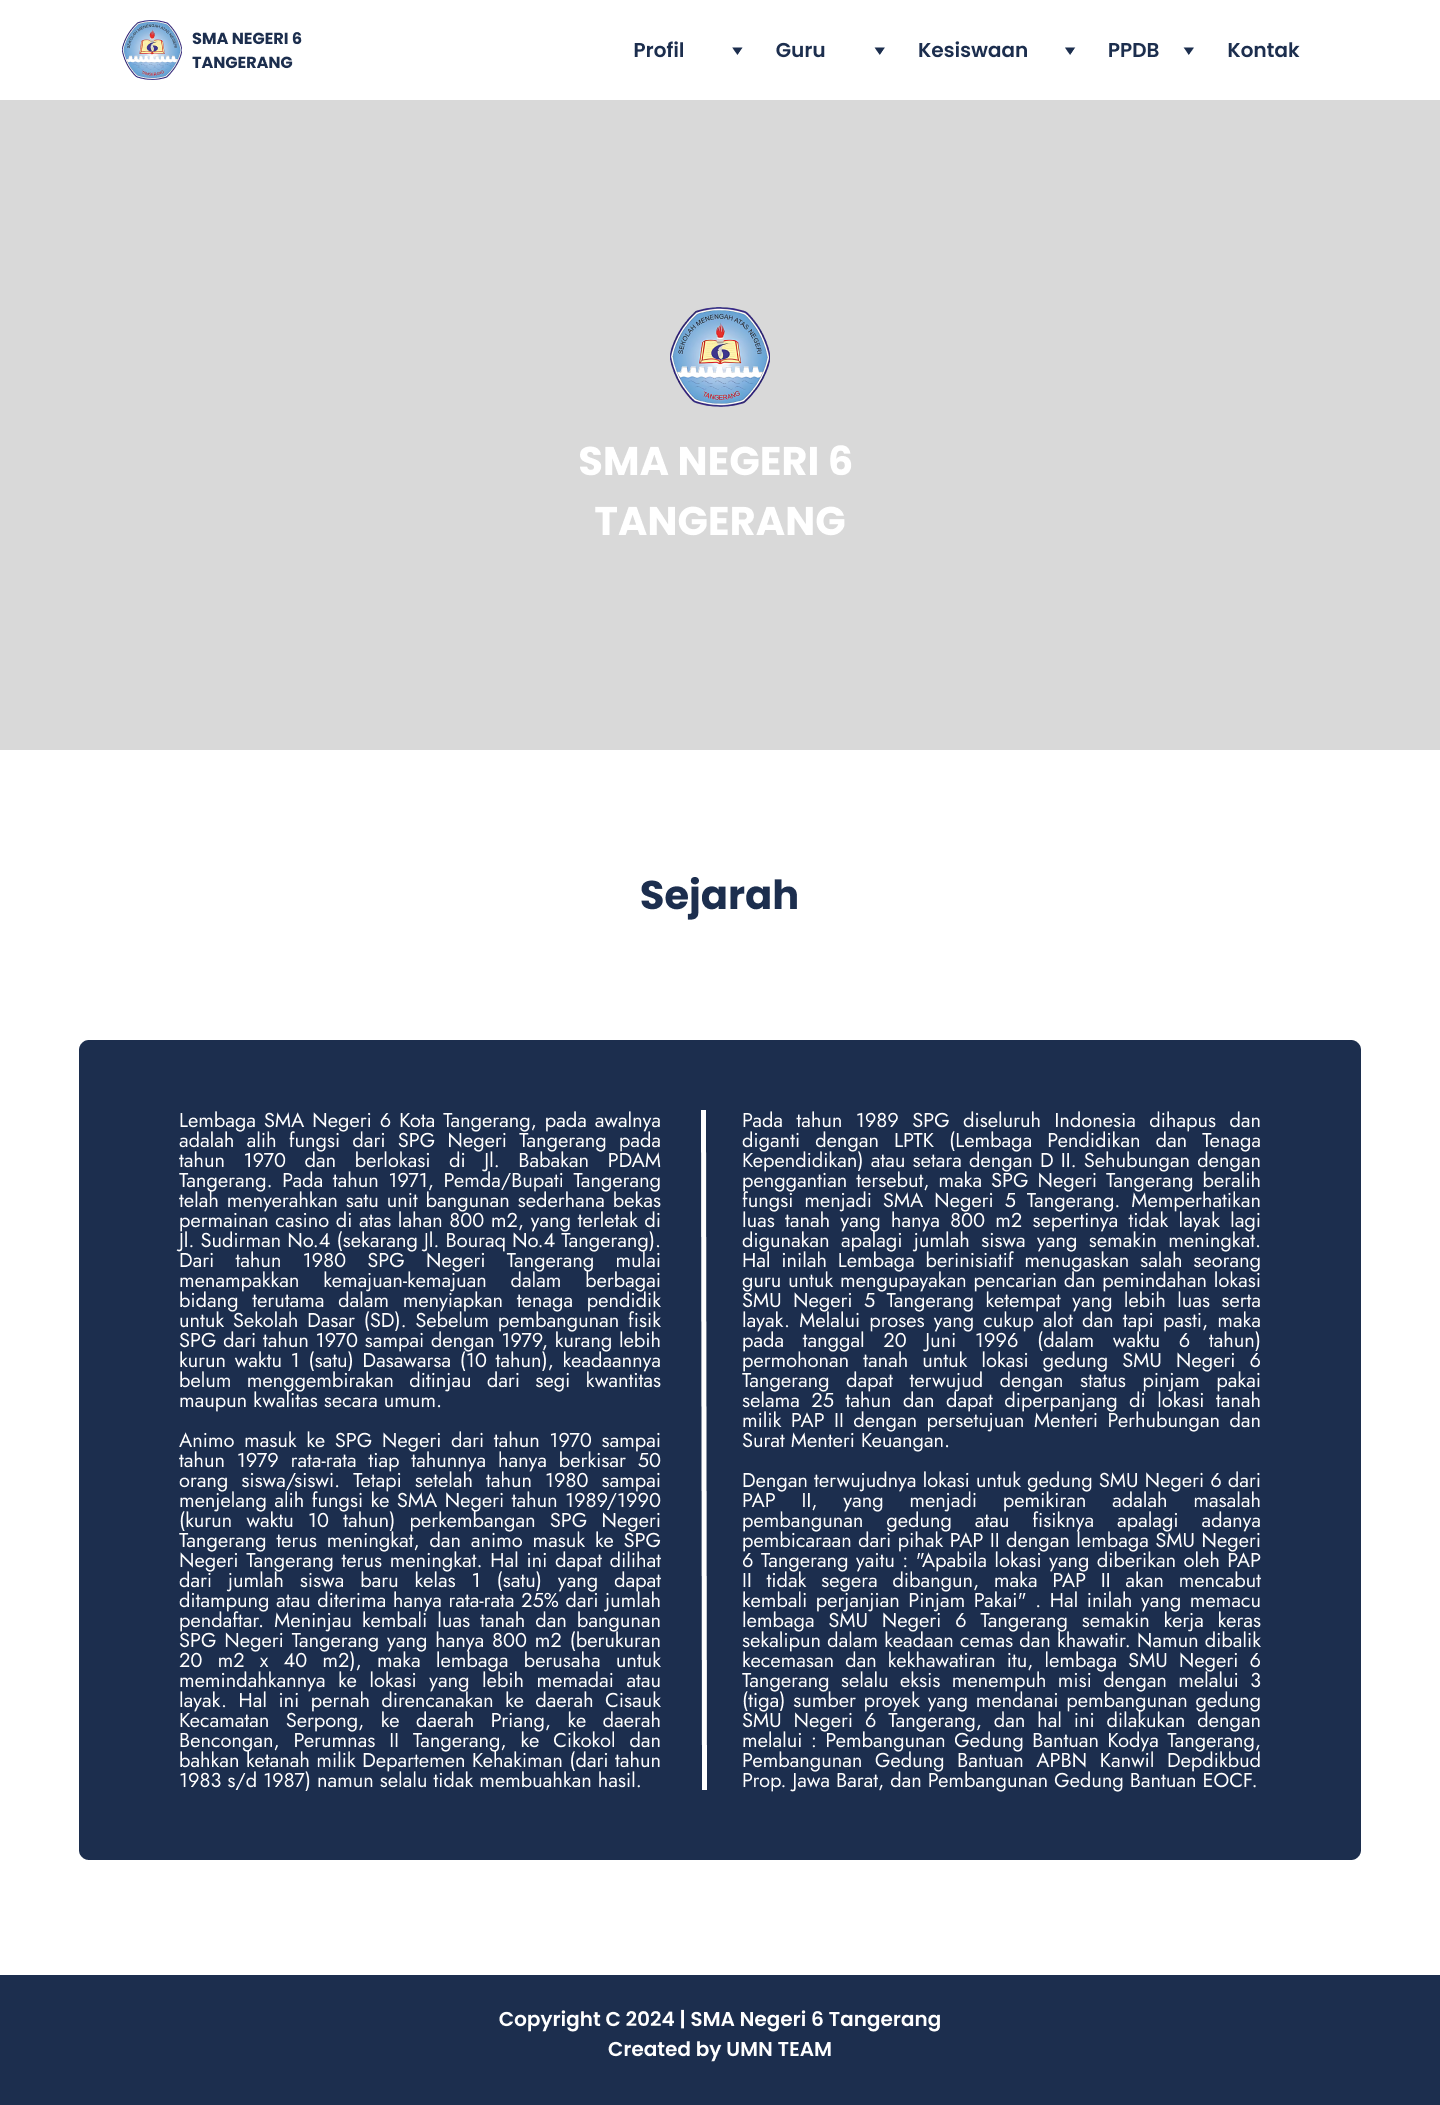 SMA NEGERI 6
TANGERANG
Profil
Guru
Kesiswaan
PPDB
Kontak
SEKOLAH MENENGAH ATAS NEGERI
6
TANGERANG
SMA NEGERI 6
TANGERANG
Sejarah
Lembaga SMA Negeri 6 Kota Tangerang, pada awalnya
adalah alih fungsi dari SPG Negeri Tangerang pada
tahun 1970 dan berlokasi di Jl. Babakan PDAM
Tangerang. Pada tahun 1971, Pemda/Bupati Tangerang
telah menyerahkan satu unit bangunan sederhana bekas
permainan casino di atas lahan 800 m2, yang terletak di
Jl. Sudirman No.4 (sekarang Jl. Bouraq No.4 Tangerang).
Dari tahun 1980 SPG Negeri Tangerang mulai
menampakkan kemajuan-kemajuan dalam berbagai
bidang terutama dalam menyiapkan tenaga pendidik
untuk Sekolah Dasar (SD). Sebelum pembangunan fisik
SPG dari tahun 1970 sampai dengan 1979, kurang lebih
kurun waktu 1 (satu) Dasawarsa (10 tahun), keadaannya
belum menggembirakan ditinjau dari segi kwantitas
maupun kwalitas secara umum.
Animo masuk ke SPG Negeri dari tahun 1970 sampai
tahun 1979 rata-rata tiap tahunnya hanya berkisar 50
orang siswa/siswi. Tetapi setelah tahun 1980 sampai
menjelang alih fungsi ke SMA Negeri tahun 1989/1990
(kurun waktu 10 tahun) perkembangan SPG Negeri
Tangerang terus meningkat, dan animo masuk ke SPG
Negeri Tangerang terus meningkat. Hal ini dapat dilihat
dari jumlah siswa baru kelas 1 (satu) yang dapat
ditampung atau diterima hanya rata-rata 25% dari jumlah
pendaftar. Meninjau kembali luas tanah dan bangunan
SPG Negeri Tangerang yang hanya 800 m2 (berukuran
20 m2 x 40 m2), maka lembaga berusaha untuk
memindahkannya ke lokasi yang lebih memadai atau
layak. Hal ini pernah direncanakan ke daerah Cisauk
Kecamatan Serpong, ke daerah Priang, ke daerah
Bencongan, Perumnas II Tangerang, ke Cikokol dan
bahkan ketanah milik Departemen Kehakiman (dari tahun
1983 s/d 1987) namun selalu tidak membuahkan hasil.
Pada tahun 1989 SPG diseluruh Indonesia dihapus dan
diganti dengan LPTK (Lembaga Pendidikan dan Tenaga
Kependidikan) atau setara dengan D II. Sehubungan dengan
penggantian tersebut, maka SPG Negeri Tangerang beralih
fungsi menjadi SMA Negeri 5 Tangerang. Memperhatikan
luas tanah yang hanya 800 m2 sepertinya tidak layak lagi
digunakan apalagi jumlah siswa yang semakin meningkat.
Hal inilah Lembaga berinisiatif menugaskan salah seorang
guru untuk mengupayakan pencarian dan pemindahan lokasi
SMU Negeri 5 Tangerang ketempat yang lebih luas serta
layak. Melalui proses yang cukup alot dan tapi pasti, maka
pada tanggal 20 Juni 1996 (dalam waktu 6 tahun)
permohonan tanah untuk lokasi gedung SMU Negeri 6
Tangerang dapat terwujud dengan status pinjam pakai
selama 25 tahun dan dapat diperpanjang di lokasi tanah
milik PAP II dengan persetujuan Menteri Perhubungan dan
Surat Menteri Keuangan.
Dengan terwujudnya lokasi untuk gedung SMU Negeri 6 dari
PAP II, yang menjadi pemikiran adalah masalah
pembangunan gedung atau fisiknya apalagi adanya
pembicaraan dari pihak PAP II dengan lembaga SMU Negeri
6 Tangerang yaitu : "Apabila lokasi yang diberikan oleh PAP
II tidak segera dibangun, maka PAP II akan mencabut
kembali perjanjian Pinjam Pakai" . Hal inilah yang memacu
lembaga SMU Negeri 6 Tangerang semakin kerja keras
sekalipun dalam keadaan cemas dan khawatir. Namun dibalik
kecemasan dan kekhawatiran itu, lembaga SMU Negeri 6
Tangerang selalu eksis menempuh misi dengan melalui 3
(tiga) sumber proyek yang mendanai pembangunan gedung
SMU Negeri 6 Tangerang, dan hal ini dilakukan dengan
melalui : Pembangunan Gedung Bantuan Kodya Tangerang,
Pembangunan Gedung Bantuan APBN Kanwil Depdikbud
Prop. Jawa Barat, dan Pembangunan Gedung Bantuan EOCF.
Copyright C 2024 | SMA Negeri 6 Tangerang
Created by UMN TEAM